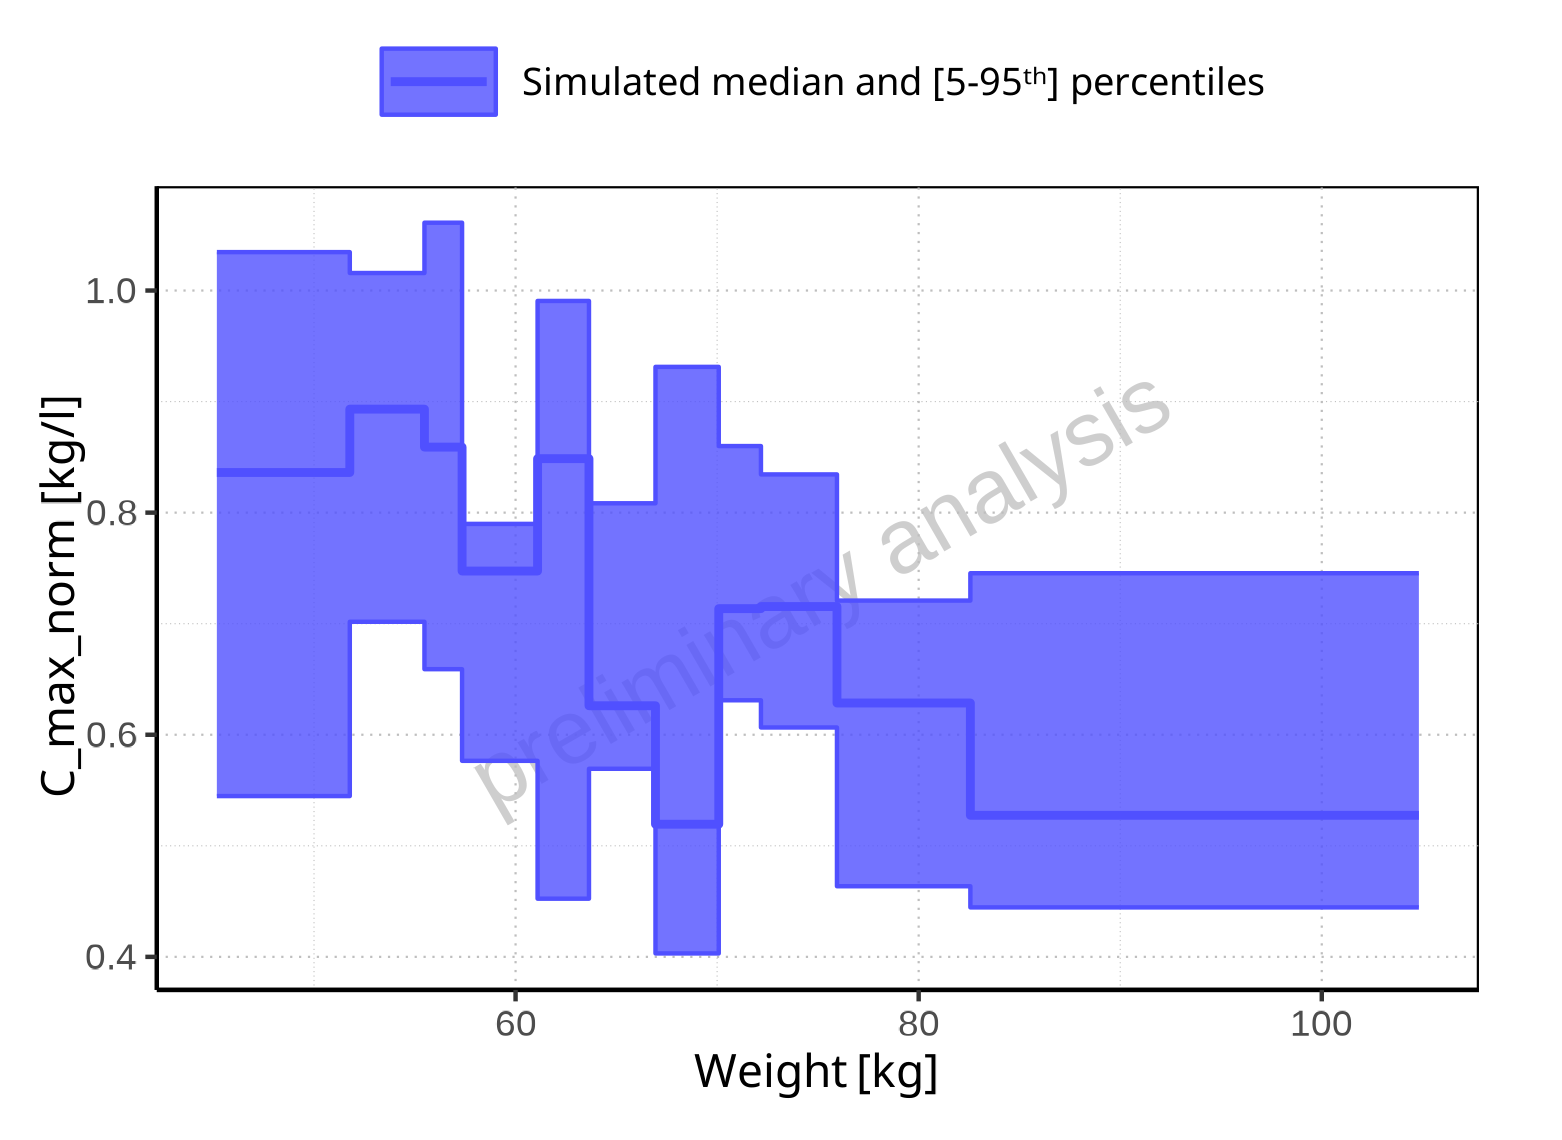 Simulated median and [5-95ᵗʰ] percentiles
C_max_norm [kg/l]
1.0
0.8
0.6
0.4
preliminary analysis
60 80 100
Weight [kg]